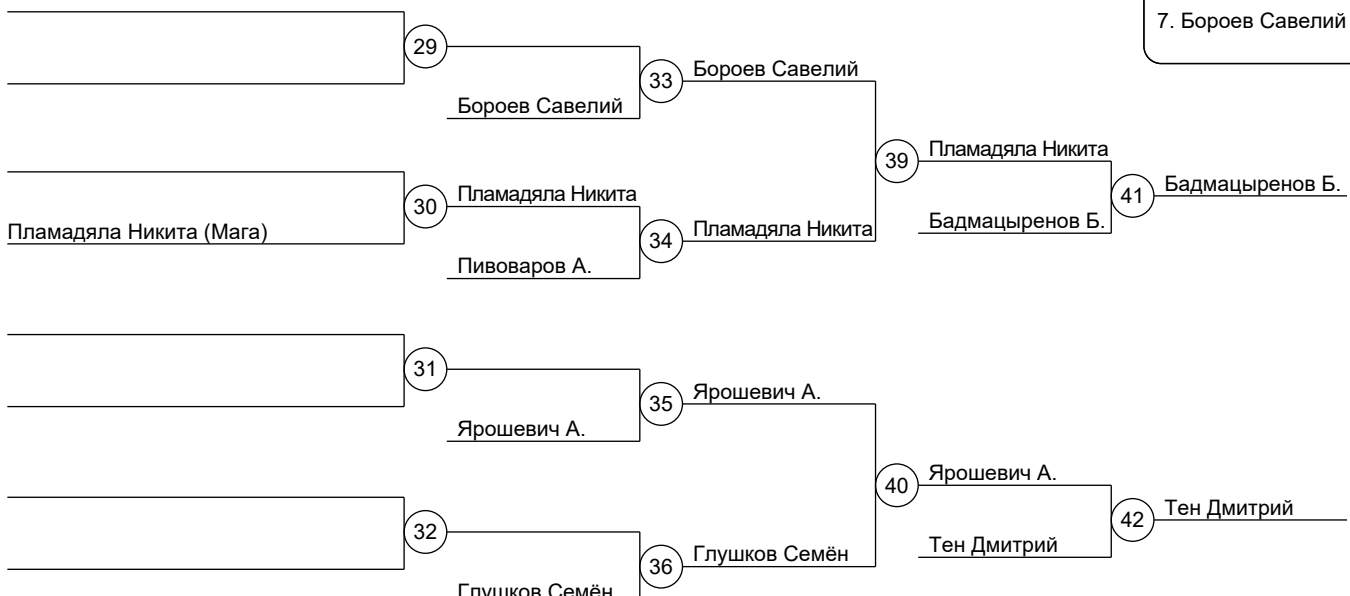 7. Бороев Савелий
29
33
Бороев Савелий
Бороев Савелий
39
Пламадяла Никита
30
Пламадяла Никита
41
Бадмацыренов Б.
Пламадяла Никита (Мага)
34
Пламадяла Никита
Бадмацыренов Б.
Пивоваров А.
31
35
Ярошевич А.
Ярошевич А.
40
Ярошевич А.
32
42
Тен Дмитрий
36
Глушков Семён
Тен Дмитрий
Глушков Семён